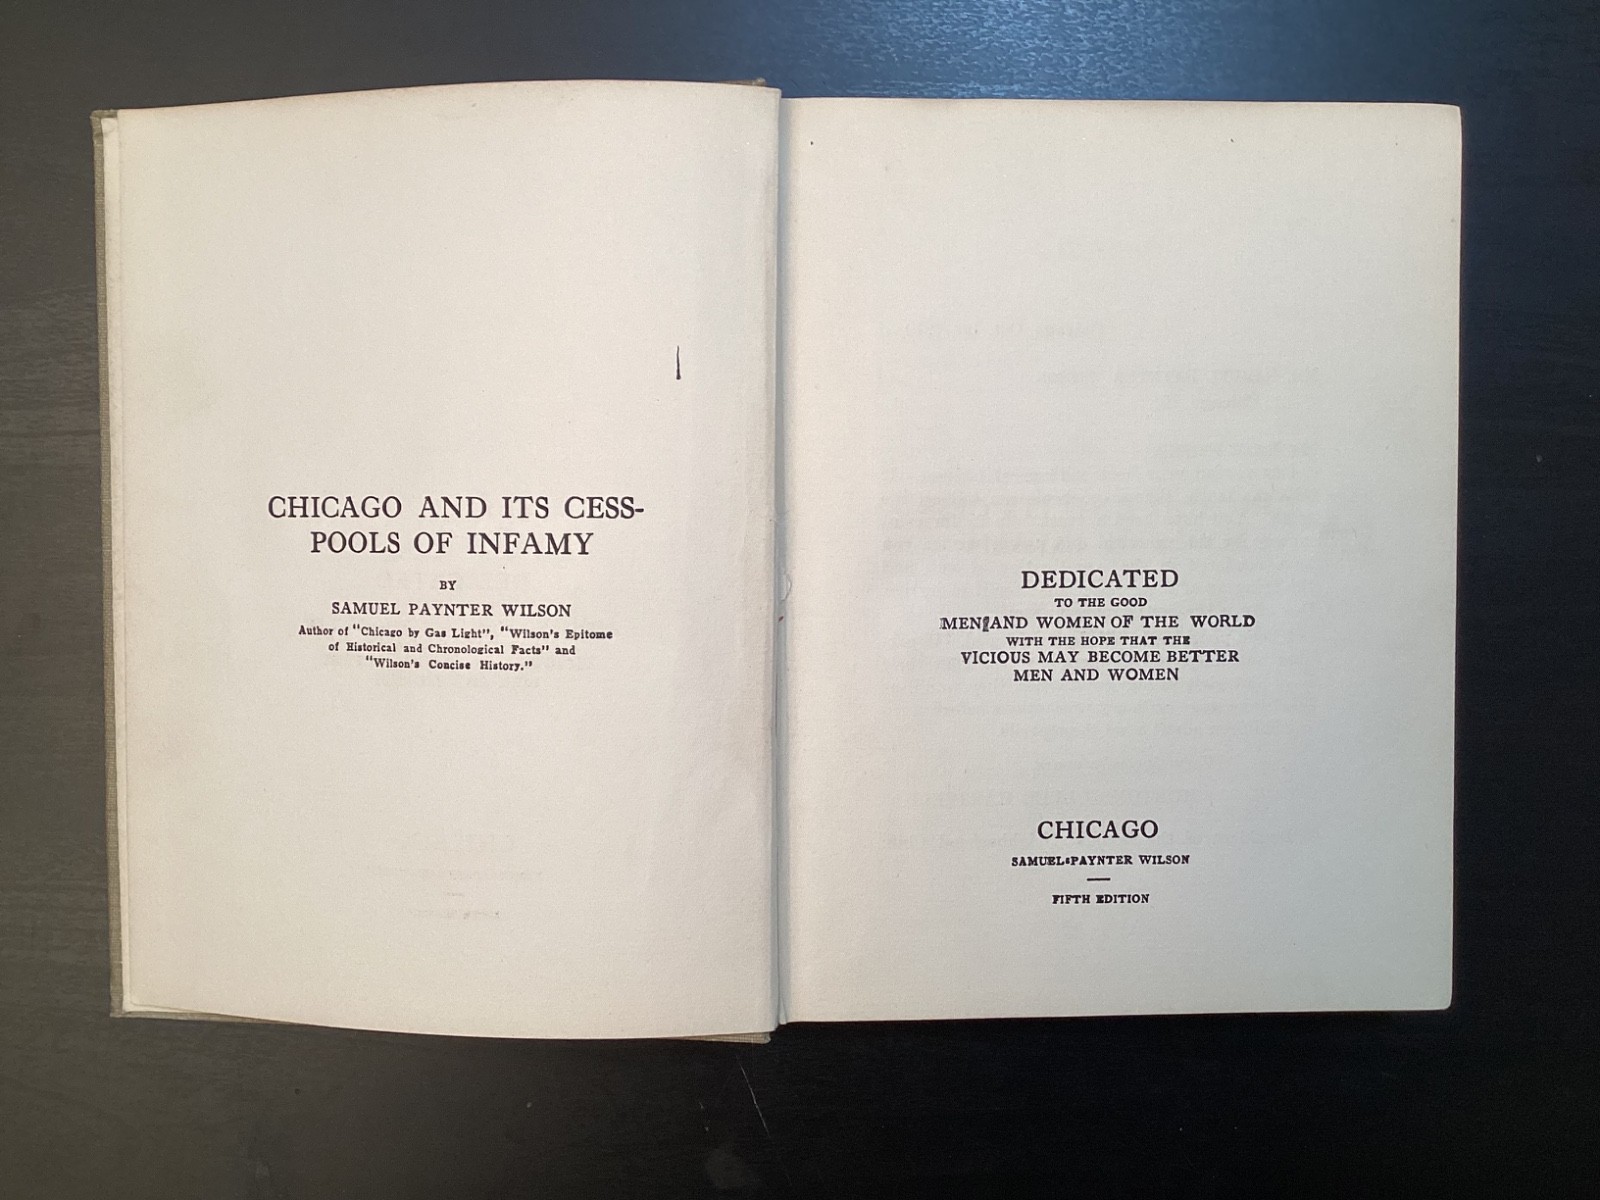 CHICAGO AND ITS CESS-
POOLS OF INFAMY
BY
SAMUEL PAYNTER WILSON
Author of "Chicago by Gas Light", "Wilson's Epitome
of Historical and Chronological Facts" and
"Wilson's Concise History."
DEDICATED
TO THE GOOD
MEN AND WOMEN OF THE WORLD
WITH THE HOPE THAT THE
VICIOUS MAY BECOME BETTER
MEN AND WOMEN
CHICAGO
SAMUEL PAYNTER WILSON
FIFTH EDITION